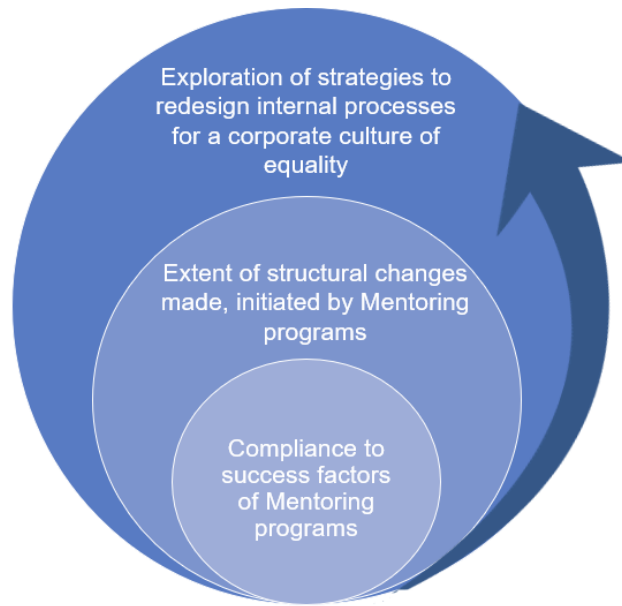 Exploration of strategies to
redesign internal processes
for a corporate culture of
equality
Extent of structural changes
made, initiated by Mentoring
programs
Compliance to
success factors
of Mentoring
programs